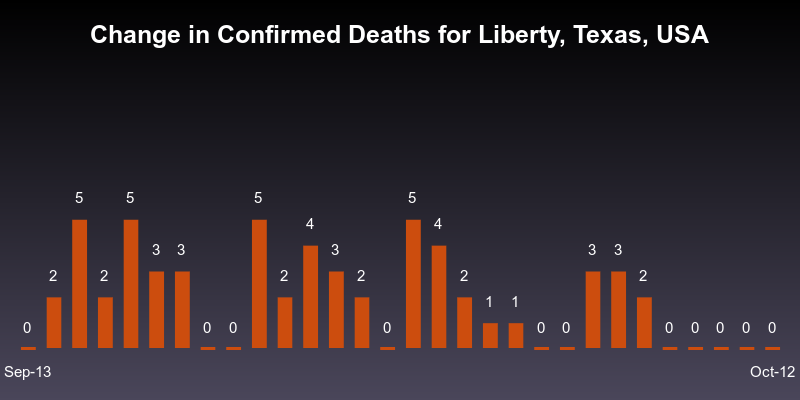 Change in Confirmed Deaths for Liberty, Texas, USA
0 2 5 2 5 3 3 0 0 5 2 4 3 2 0 5 4 2 1 1 0 0 3 3 2 0 0 0 0 0
Sep-13 Oct-12